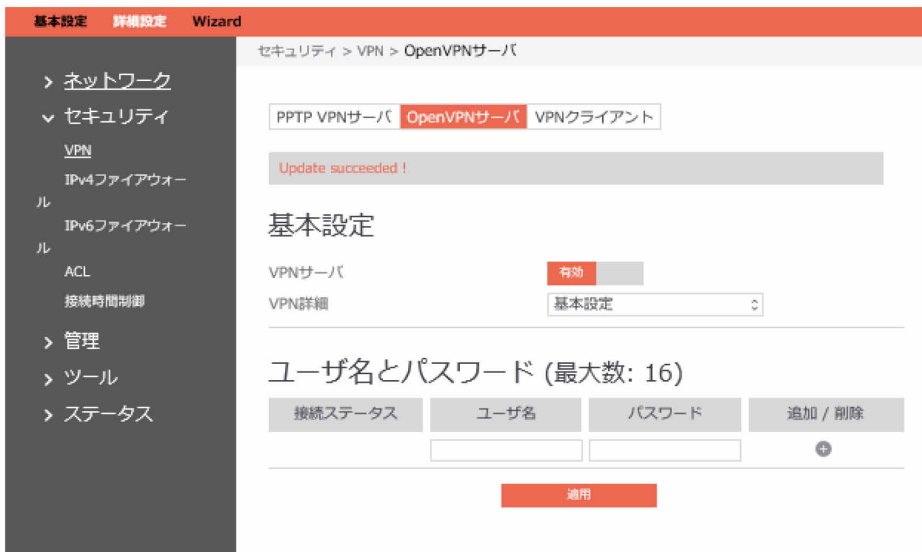 基本設定 詳細設定 Wizard
セキュリティ > VPN > OpenVPNサーバ
ネットワーク
セキュリティ
VPN
IPv4ファイアウォー
ル
IPv6ファイアウォー
ル
ACL
接続時間制御
管理
ツール
ステータス
PPTP VPNサーバ OpenVPNサーバ VPNクライアント
Update succeeded !
基本設定
VPNサーバ 有効
VPN詳細 基本設定
ユーザ名とパスワード (最大数: 16)
接続ステータス ユーザ名 パスワード 追加 / 削除
適用